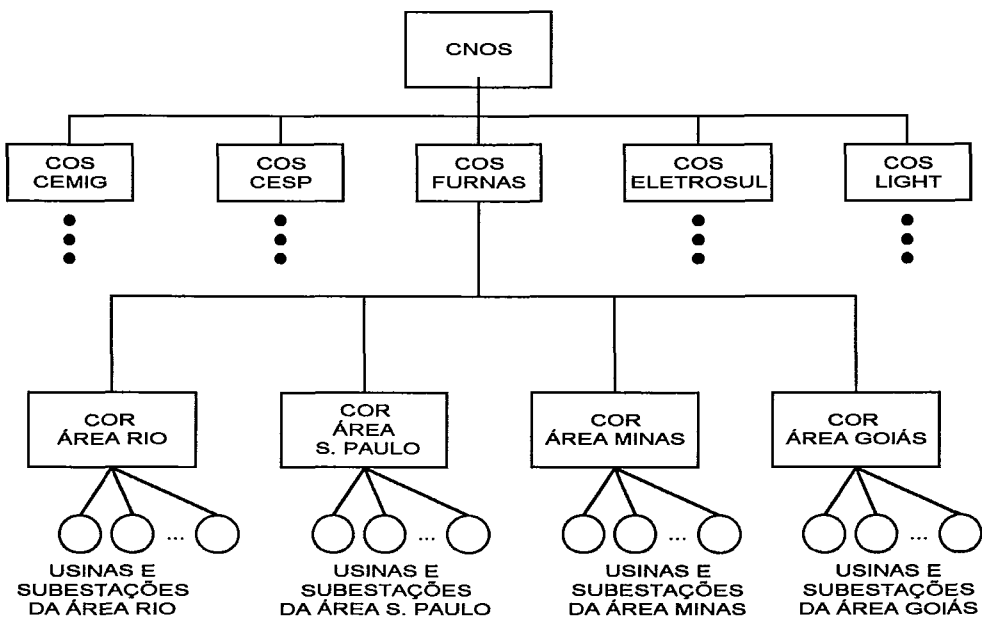 CNOS
COS
CEMIG
COS
CESP
COS
FURNAS
COS
ELETROSUL
COS
LIGHT
COR
ÁREA RIO
COR
ÁREA
S. PAULO
COR
ÁREA MINAS
COR
ÁREA GOIÁS
...
...
...
...
USINAS E
SUBESTAÇÕES
DA ÁREA RIO
USINAS E
SUBESTAÇÕES
DA ÁREA S. PAULO
USINAS E
SUBESTAÇÕES
DA ÁREA MINAS
USINAS E
SUBESTAÇÕES
DA ÁREA GOIÁS